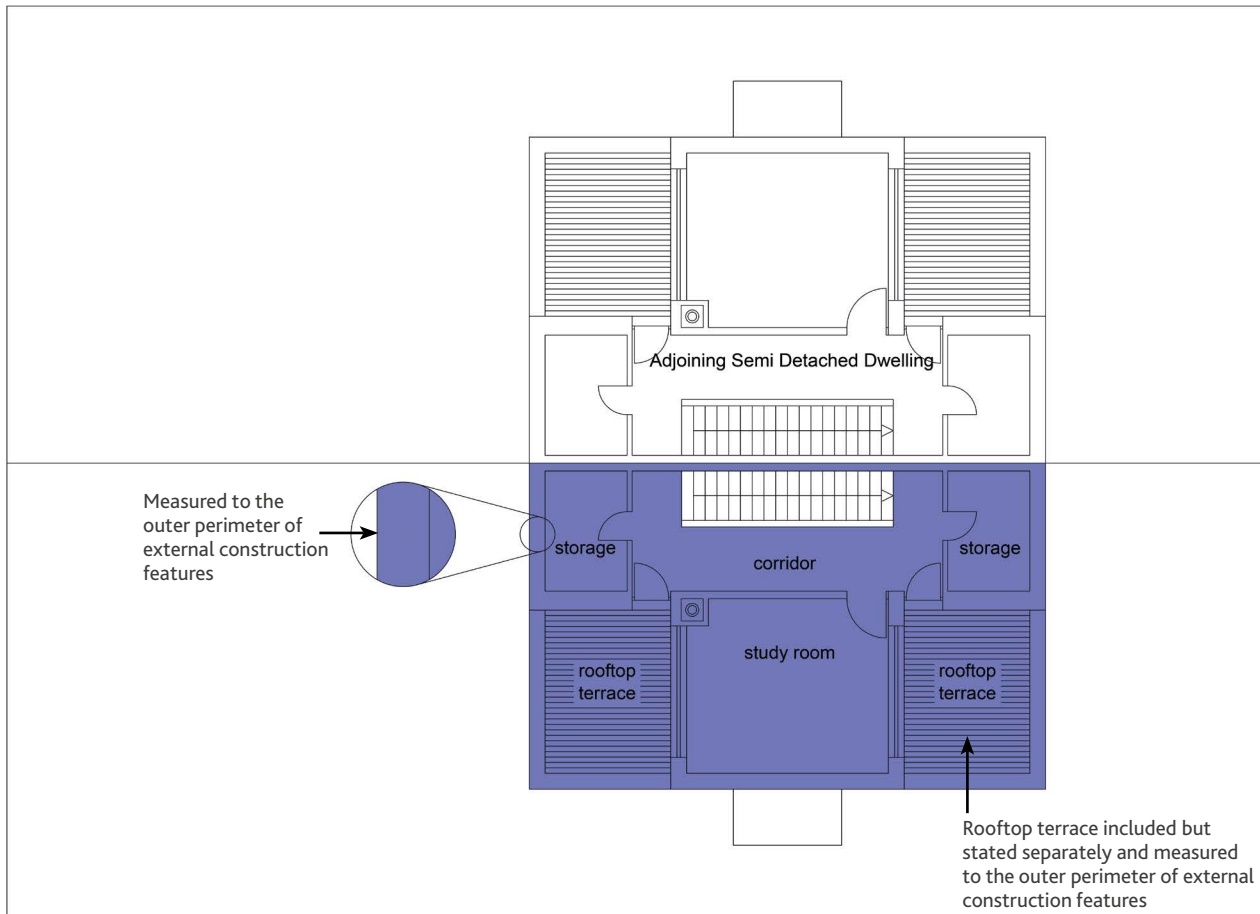 Adjoining Semi Detached Dwelling
Measured to the
outer perimeter of
external construction
features
storage
corridor
storage
study room
rooftop
terrace
rooftop
terrace
Rooftop terrace included but
stated separately and measured
to the outer perimeter of external
construction features